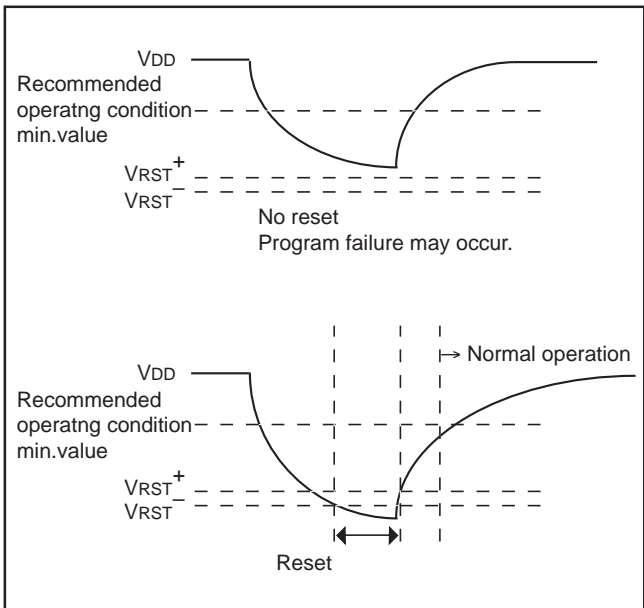 VDD
Recommended
operatng condition
min.value
VRST+
VRST−
No reset
Program failure may occur.
→ Normal operation
VDD
Recommended
operatng condition
min.value
VRST+
VRST−
Reset